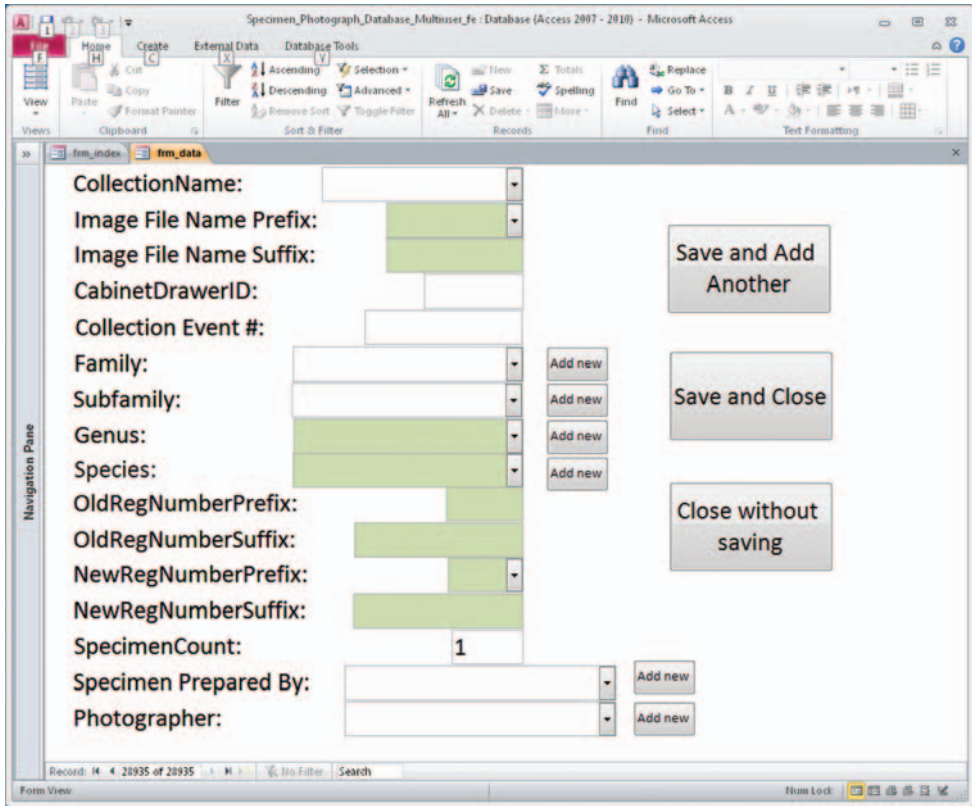 Specimen_Photograph_Database_Multiuser_fe : Database (Access 2007 - 2010) - Microsoft Access
File Home Create External Data Database Tools
1 2 3
F H C X Y
View
Views
Paste
Cut
Copy
Format Painter
Clipboard
Filter
Ascending
Descending
Remove Sort
Selection
Advanced
Toggle Filter
Sort & Filter
Refresh All
New
Save
Delete
Totals
Spelling
More
Records
Find
Replace
Go To
Select
Find
B I U
A
Text Formatting
frm_index frm_data
Navigation Pane
CollectionName:
Image File Name Prefix:
Image File Name Suffix:
CabinetDrawerID:
Collection Event #:
Family: Add new
Subfamily: Add new
Genus: Add new
Species: Add new
OldRegNumberPrefix:
OldRegNumberSuffix:
NewRegNumberPrefix:
NewRegNumberSuffix:
SpecimenCount: 1
Specimen Prepared By: Add new
Photographer: Add new
Save and Add
Another
Save and Close
Close without
saving
Record: 28935 of 28935 No Filter Search
Form View Num Lock